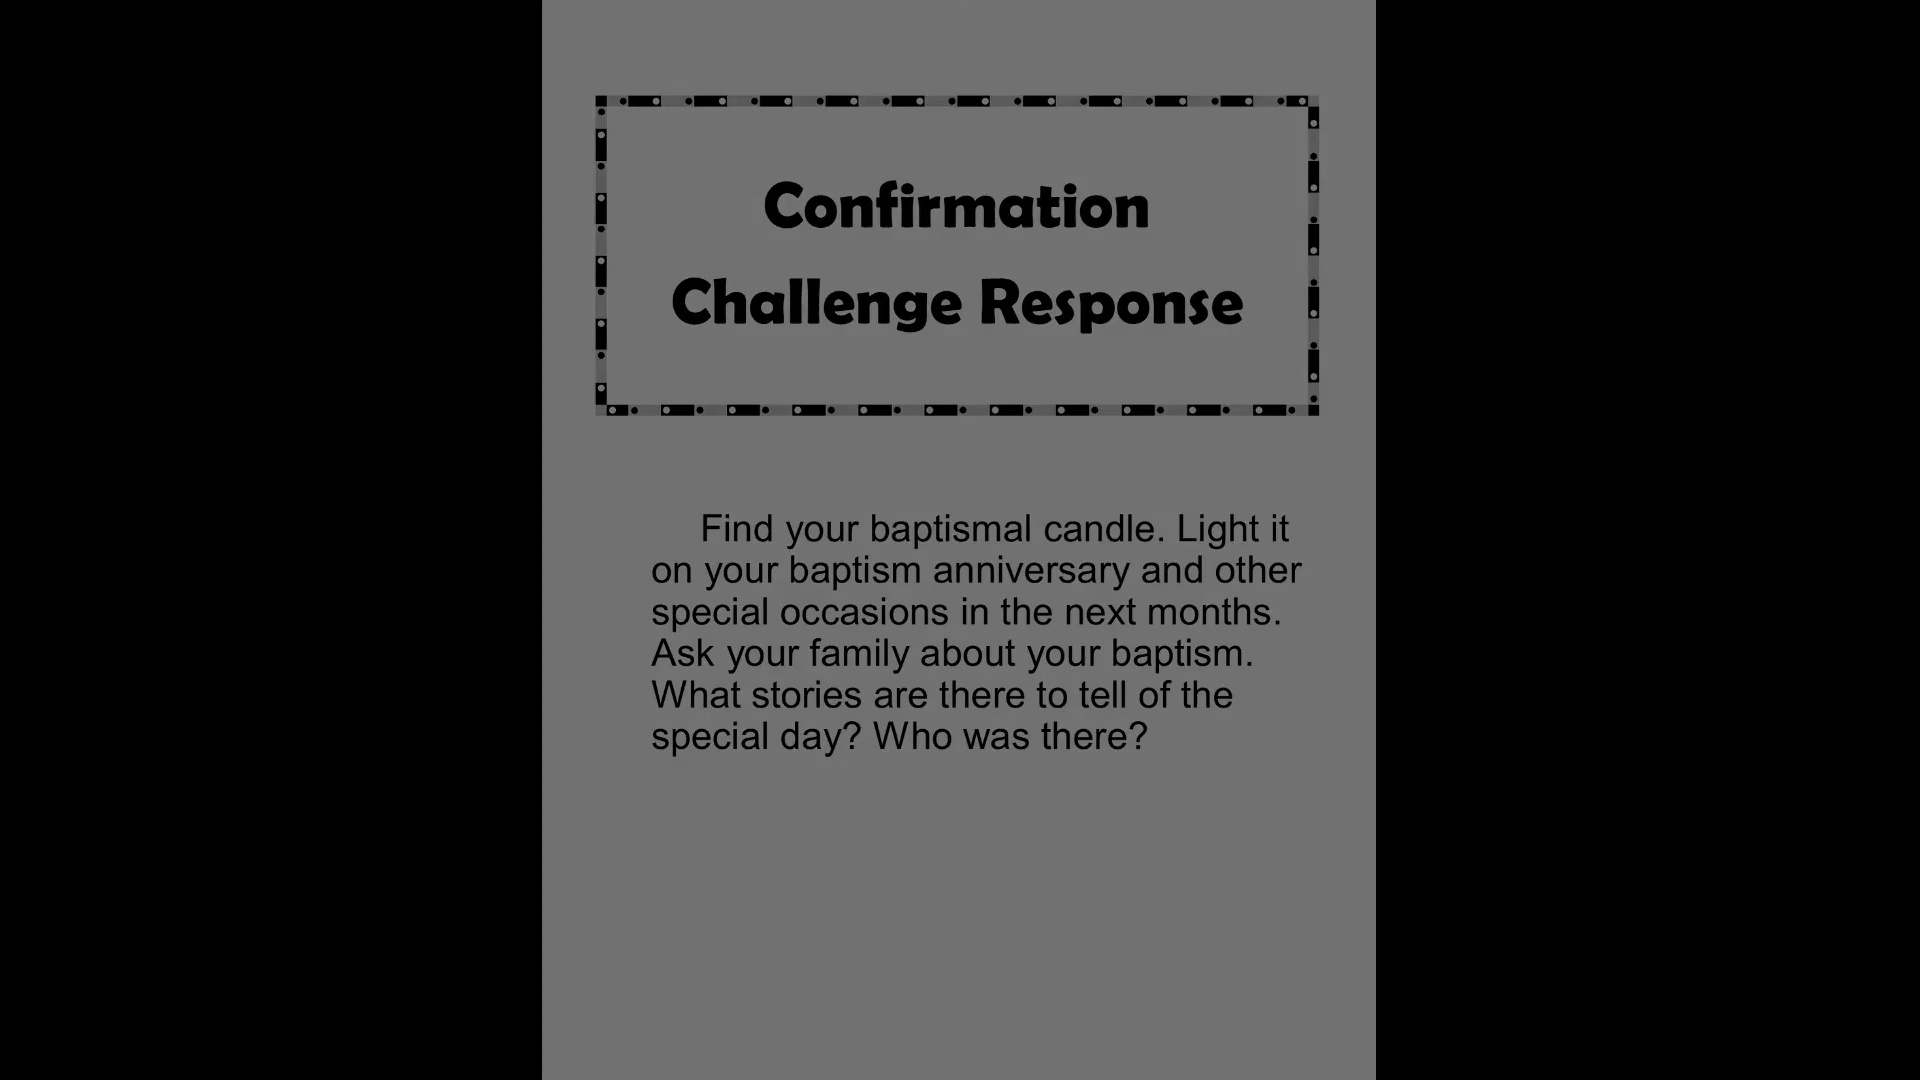 Confirmation
Challenge Response
Find your baptismal candle. Light it
on your baptism anniversary and other
special occasions in the next months.
Ask your family about your baptism.
What stories are there to tell of the
special day? Who was there?